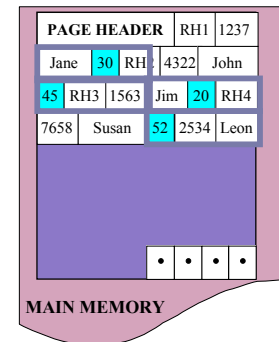 PAGE HEADER RH1 1237
Jane 30 RH2 4322 John
45 RH3 1563 Jim 20 RH4
7658 Susan 52 2534 Leon
MAIN MEMORY